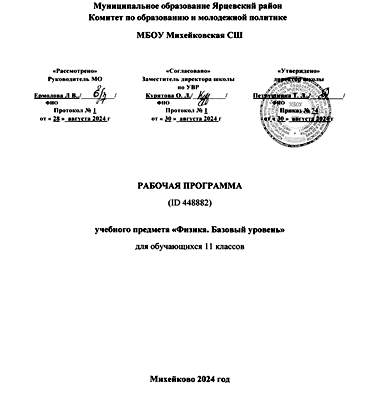 Муниципальное образование Ярцевский район
Комитет по образованию и молодежной политике
МБОУ Михейковская СШ
«Рассмотрено»
Руководитель МО
Ермолова Л В../ /
ФИО
Протокол № 1
от « 28 » августа 2024 г
«Согласовано»
Заместитель директора школы
по УВР
Куритова О. Л./ /
ФИО
Протокол № 1
от « 30 » августа 2024 г
«Утверждено»
директора школы
Т. Л./ /
ФИО
Приказ № 74
от « 30 » августа 2024 г
РАБОЧАЯ ПРОГРАММА
(ID 448882)
учебного предмета «Физика. Базовый уровень»
для обучающихся 11 классов
Михейково 2024 год